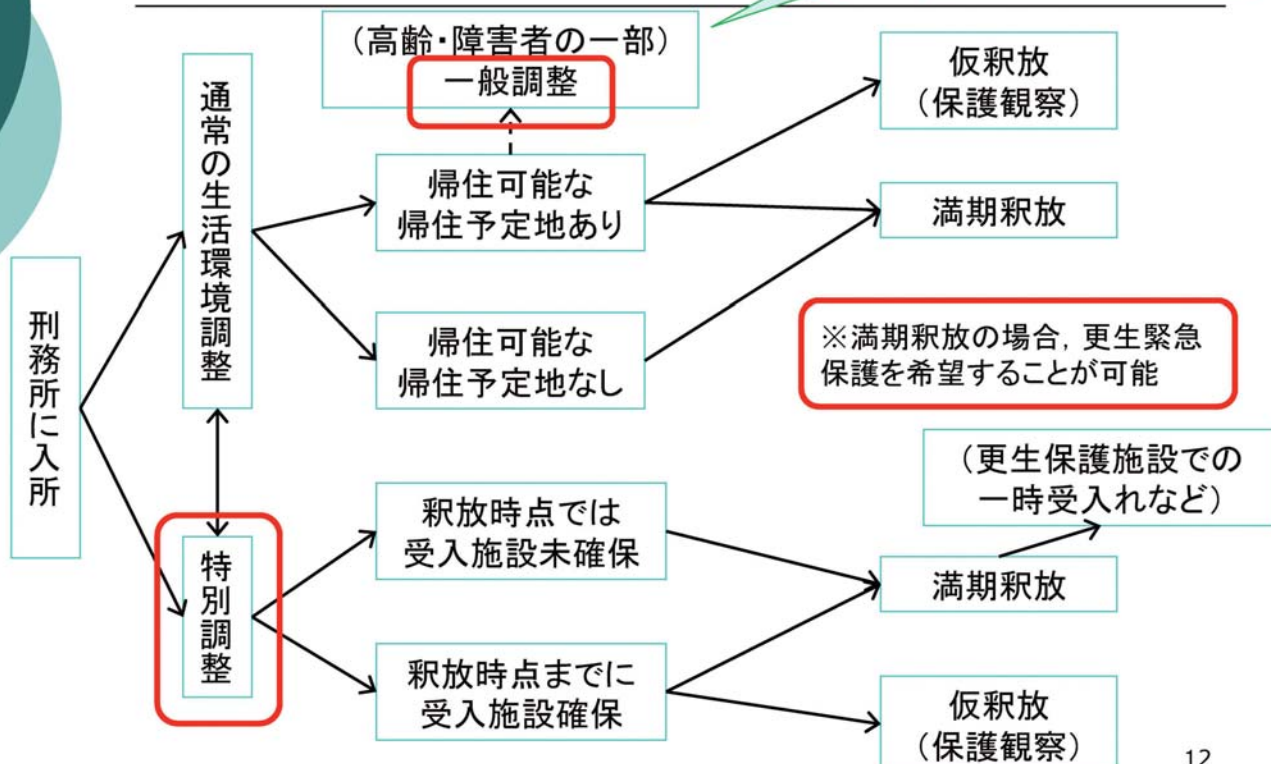 (高齢・障害者の一部)
一般調整
仮釈放
(保護観察)
通常の生活環境調整
帰住可能な
帰住予定地あり
満期釈放
刑務所に入所
帰住可能な
帰住予定地なし
※満期釈放の場合,更生緊急
保護を希望することが可能
(更生保護施設での
一時受入れなど)
特別調整
釈放時点では
受入施設未確保
満期釈放
釈放時点までに
受入施設確保
仮釈放
(保護観察)
12